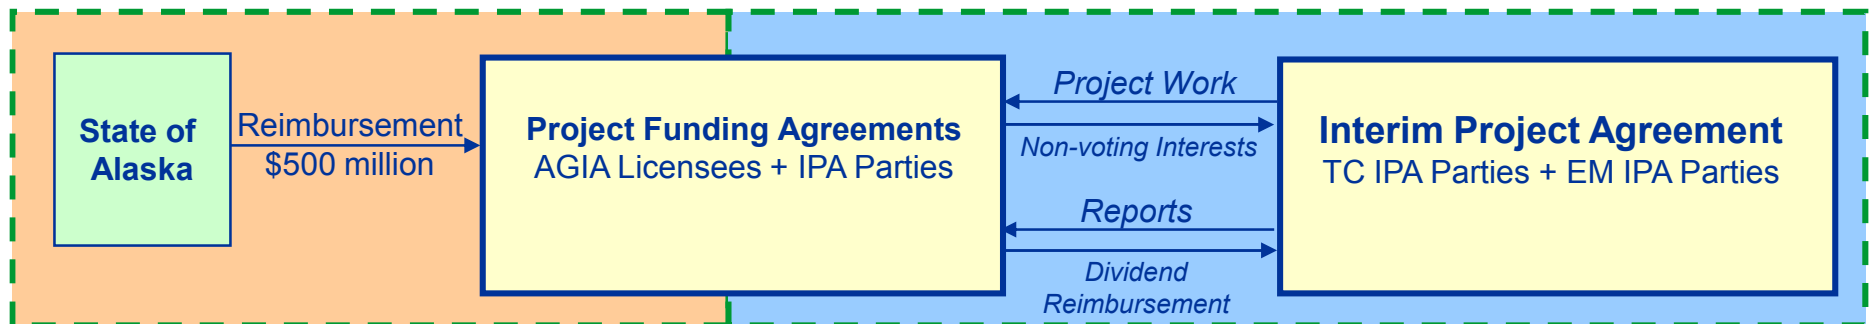 State of
Alaska
Reimbursement
$500 million
Project Funding Agreements
AGIA Licensees + IPA Parties
Project Work
Non-voting Interests
Reports
Dividend
Reimbursement
Interim Project Agreement
TC IPA Parties + EM IPA Parties